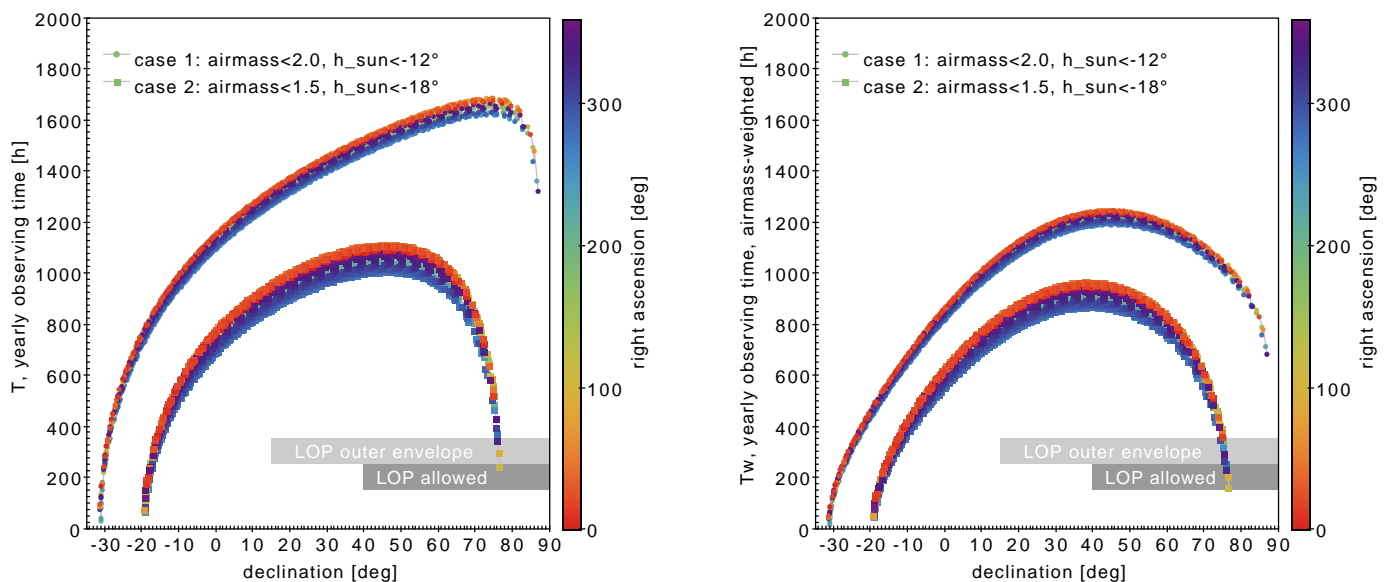 2000
1800
1600
1400
1200
1000
800
600
400
200
0
T, yearly observing time [h]
case 1: airmass<2.0, h_sun<-12°
case 2: airmass<1.5, h_sun<-18°
LOP outer envelope
LOP allowed
-30 -20 -10 0 10 20 30 40 50 60 70 80 90
declination [deg]
300
200
100
0
right ascension [deg]
2000
1800
1600
1400
1200
1000
800
600
400
200
0
Tw, yearly observing time, airmass-weighted [h]
case 1: airmass<2.0, h_sun<-12°
case 2: airmass<1.5, h_sun<-18°
LOP outer envelope
LOP allowed
-30 -20 -10 0 10 20 30 40 50 60 70 80 90
declination [deg]
300
200
100
0
right ascension [deg]